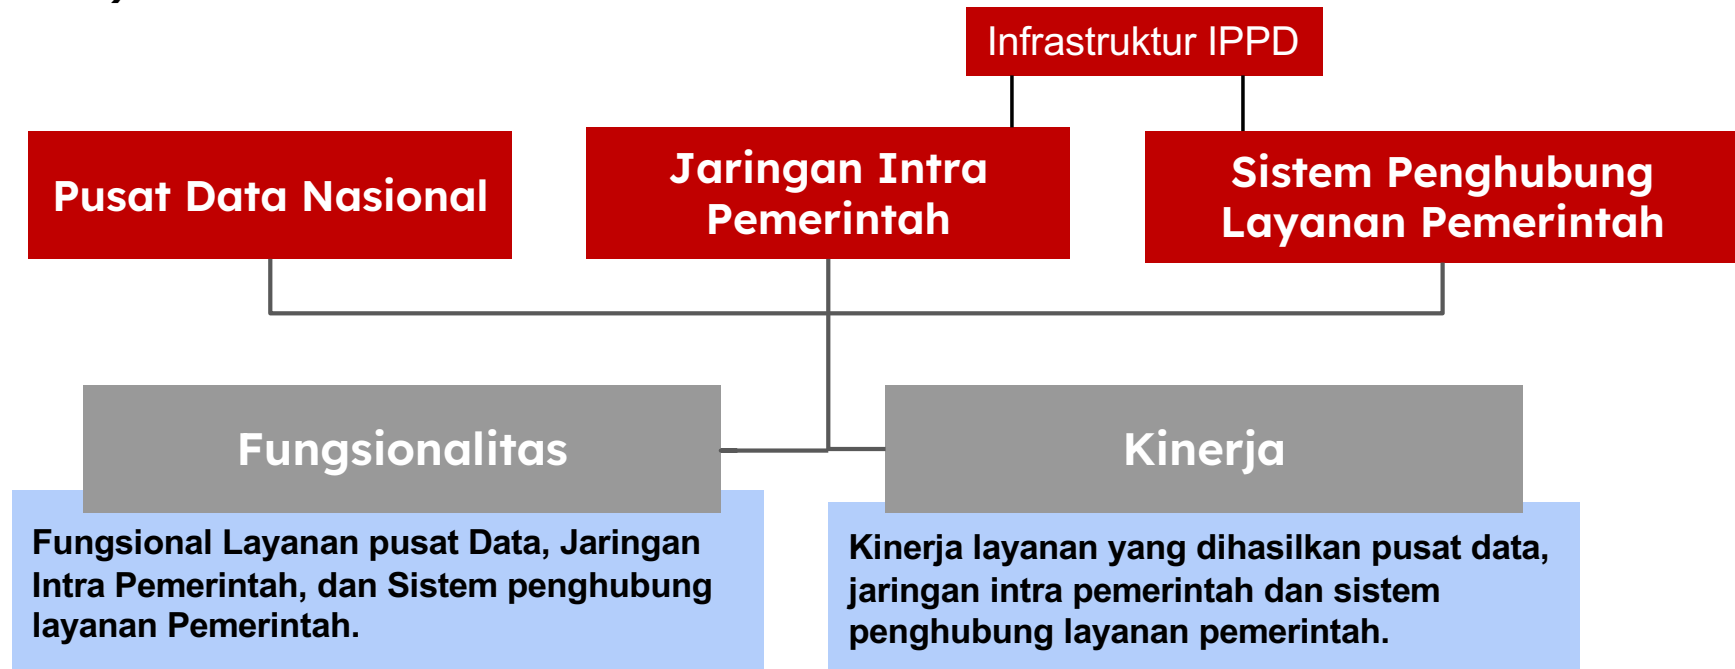 Infrastruktur IPPD
Pusat Data Nasional
Jaringan Intra
Pemerintah
Sistem Penghubung
Layanan Pemerintah
Fungsionalitas
Fungsional Layanan pusat Data, Jaringan
Intra Pemerintah, dan Sistem penghubung
layanan Pemerintah.
Kinerja
Kinerja layanan yang dihasilkan pusat data,
jaringan intra pemerintah dan sistem
penghubung layanan pemerintah.